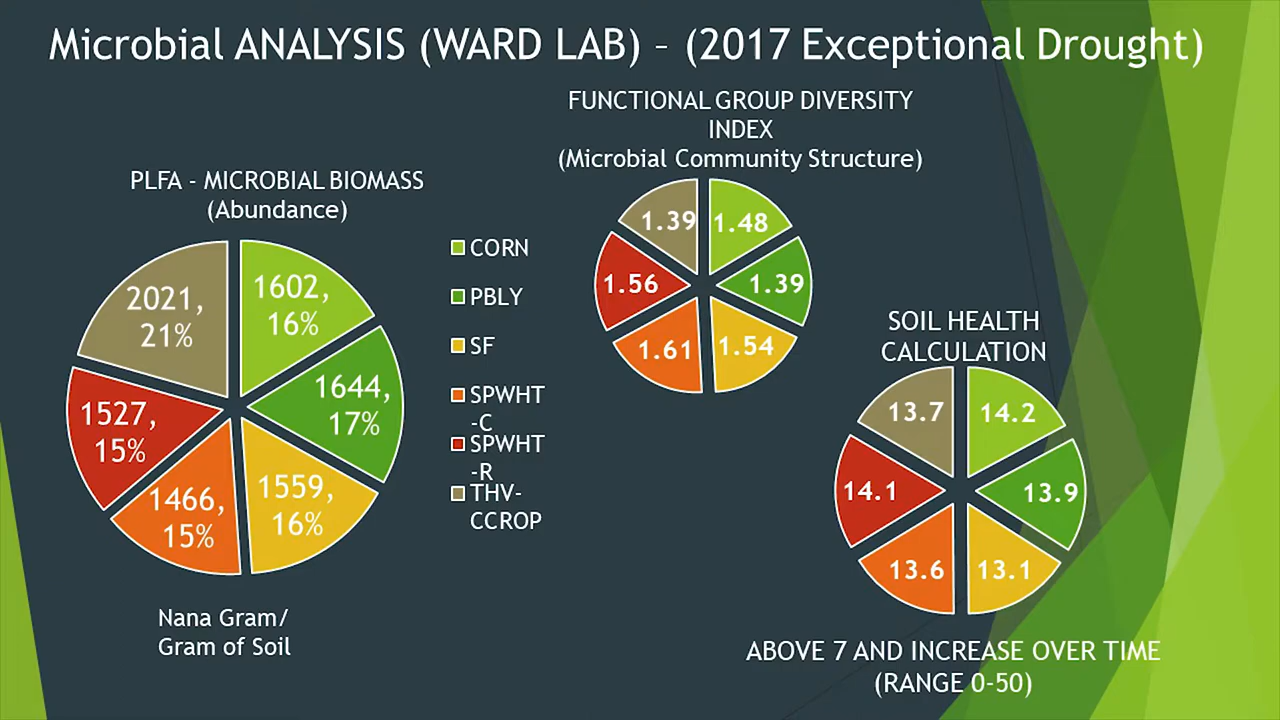 Microbial ANALYSIS (WARD LAB) – (2017 Exceptional Drought)
PLFA - MICROBIAL BIOMASS
(Abundance)
2021,
21%
1602,
16%
1644,
17%
1559,
16%
1466,
15%
1527,
15%
Nana Gram/
Gram of Soil
CORN
PBLY
SF
SPWHT
-C
SPWHT
-R
THV-
CCROP
FUNCTIONAL GROUP DIVERSITY
INDEX
(Microbial Community Structure)
1.39
1.48
1.56
1.39
1.61
1.54
SOIL HEALTH
CALCULATION
13.7
14.2
14.1
13.9
13.6
13.1
ABOVE 7 AND INCREASE OVER TIME
(RANGE 0-50)